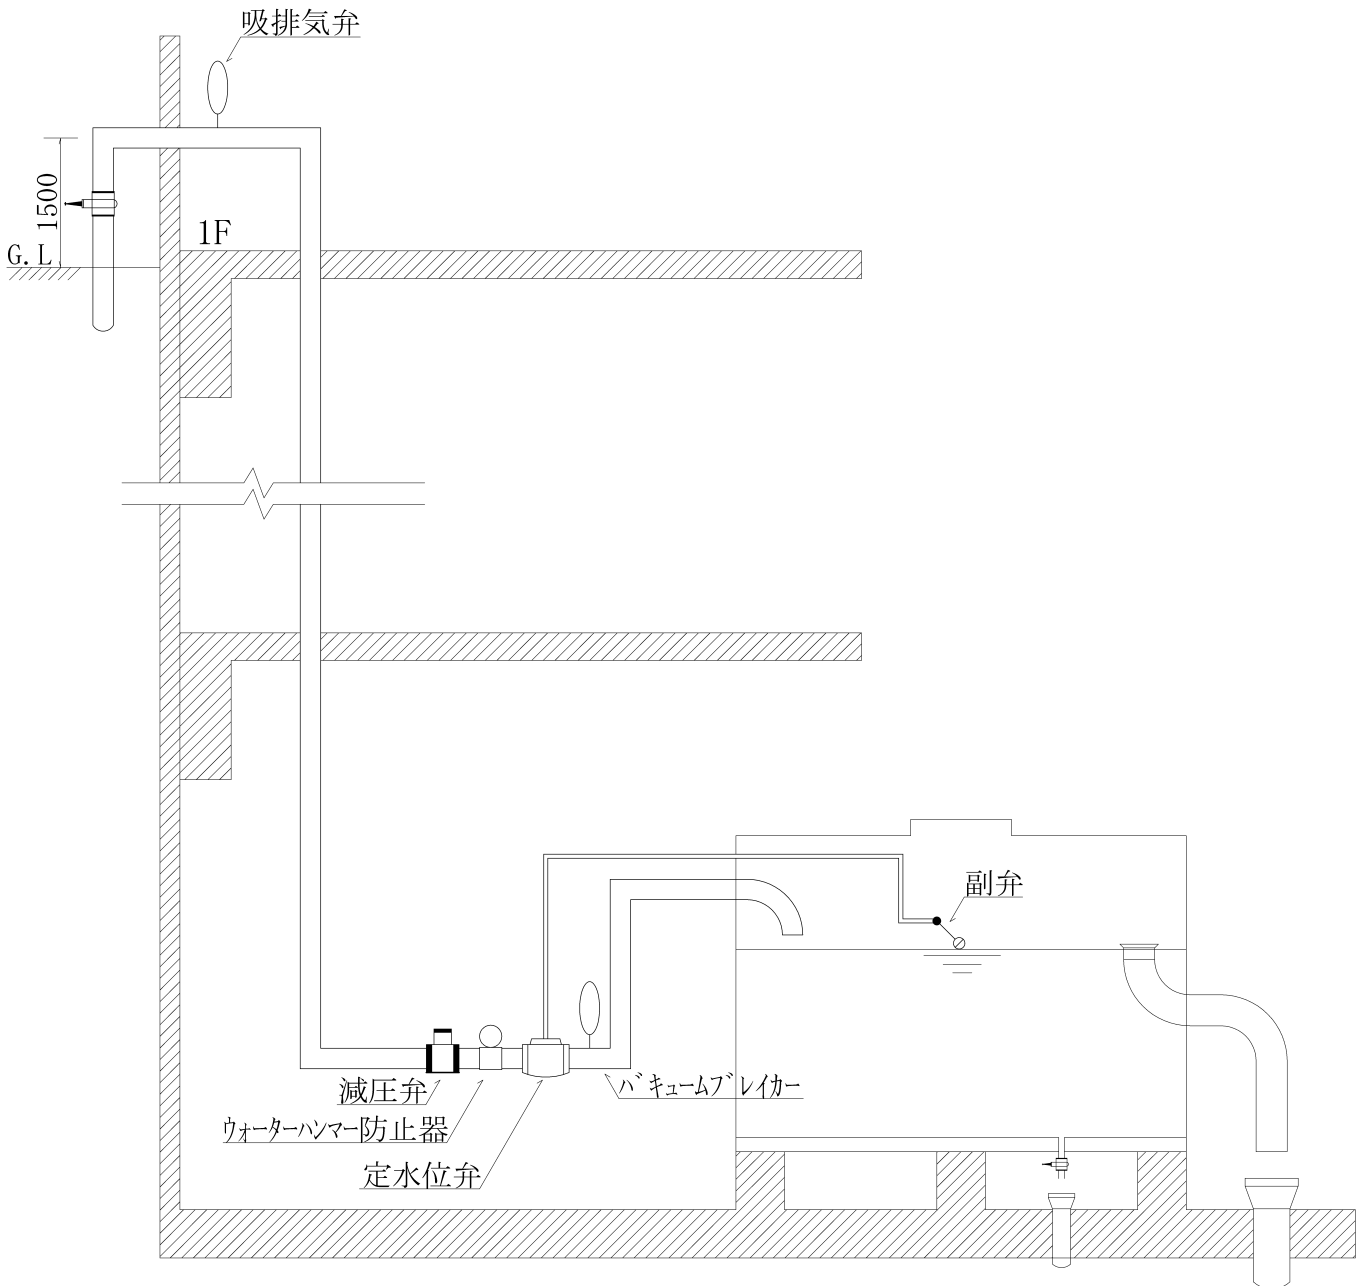 吸排気弁
1500
1F
G.L
副弁
減圧弁
バキュームブレイカー
ウォーターハンマー防止器
定水位弁